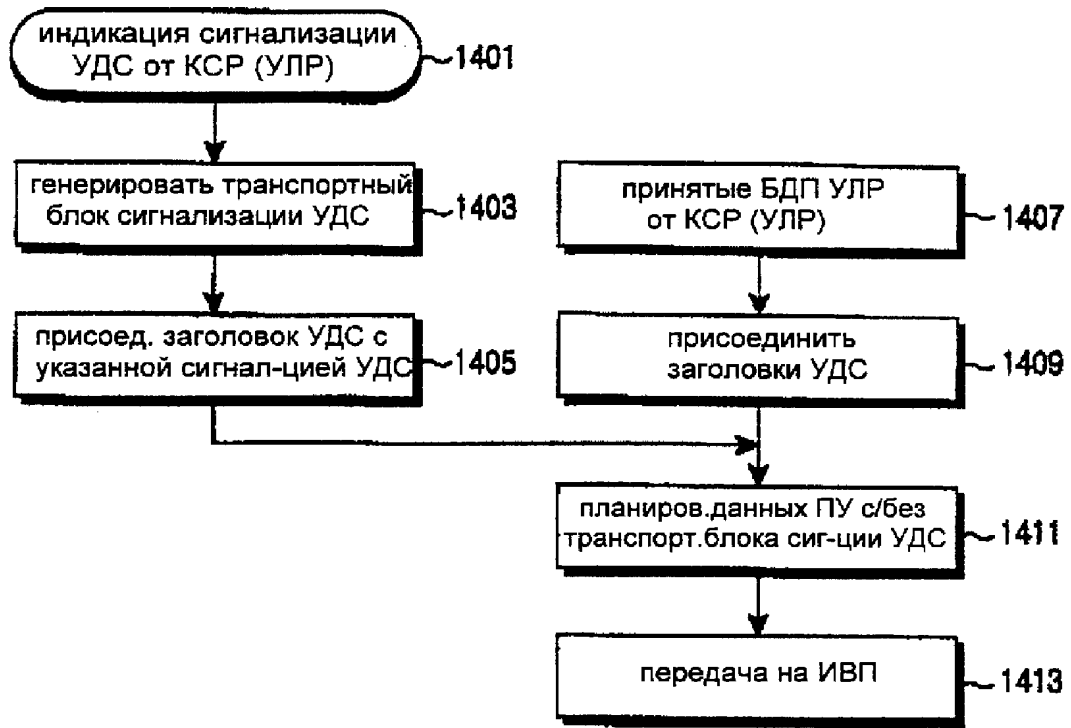 индикация сигнализации
УДС от КСР (УЛР)
1401
генерировать транспортный
блок сигнализации УДС
1403
присоед. заголовок УДС с
указанной сигнал-цией УДС
1405
принятые БДП УЛР
от КСР (УЛР)
1407
присоединить
заголовки УДС
1409
планиров.данных ПУ с/без
транспорт.блока сиг-ции УДС
1411
передача на ИВП
1413